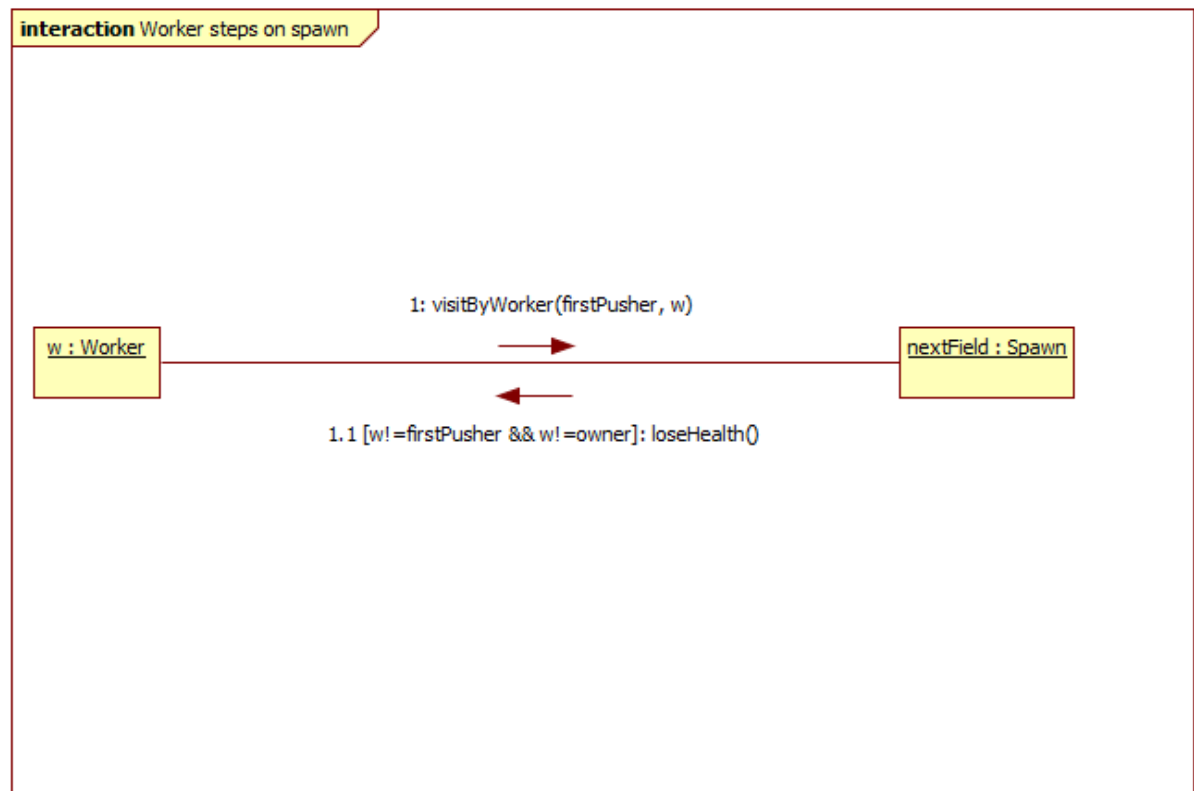 interaction Worker steps on spawn
1: visitByWorker(firstPusher, w)
w : Worker
nextField : Spawn
1.1 [w!=firstPusher && w!=owner]: loseHealth()